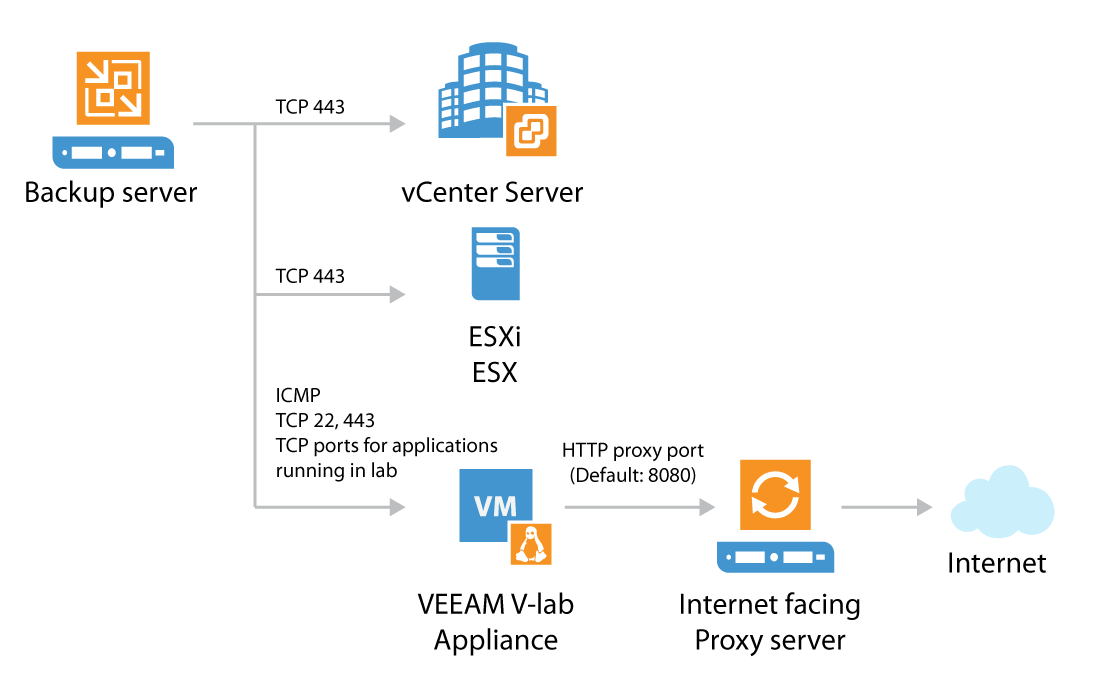 TCP 443
Backup server
vCenter Server
TCP 443
ESXi
ESX
ICMP
TCP 22, 443
TCP ports for applications
running in lab
HTTP proxy port
(Default: 8080)
VM
Internet
VEEAM V-lab
Appliance
Internet facing
Proxy server